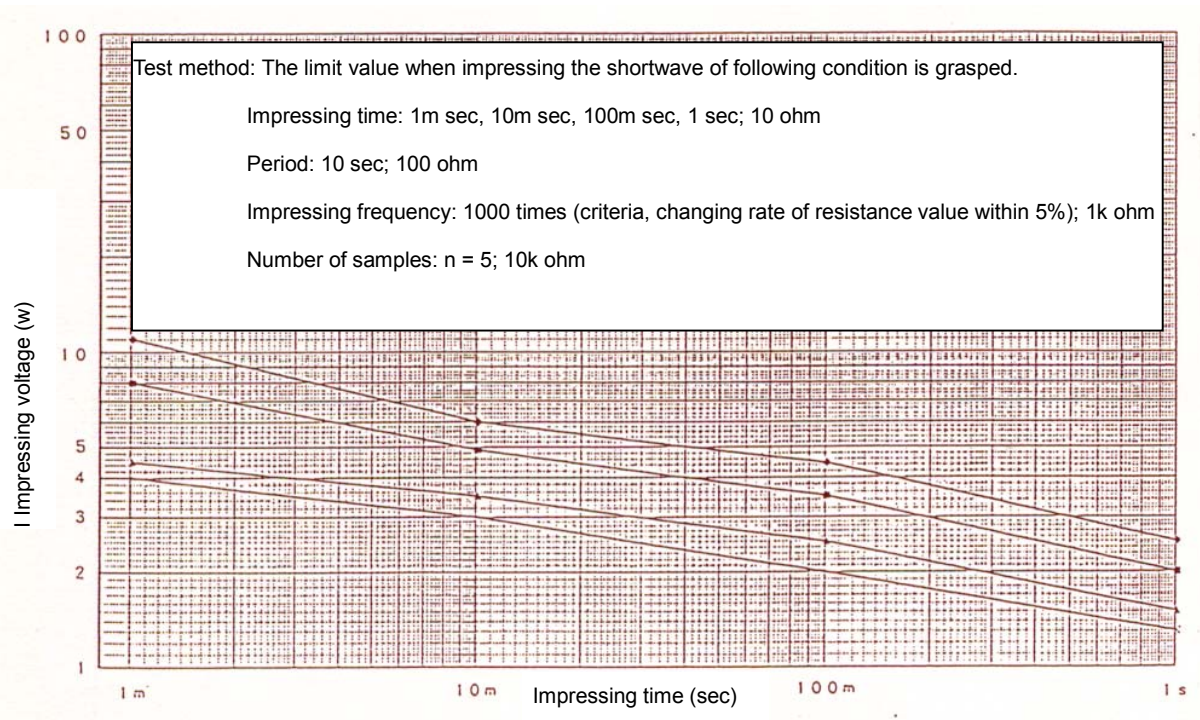 100
Test method: The limit value when impressing the shortwave of following condition is grasped.
Impressing time: 1m sec, 10m sec, 100m sec, 1 sec; 10 ohm
50
Period: 10 sec; 100 ohm
Impressing frequency: 1000 times (criteria, changing rate of resistance value within 5%); 1k ohm
Number of samples: n = 5; 10k ohm
l Impressing voltage (w)
10
5
4
3
2
1
1m
10m
Impressing time (sec)
100m
1s